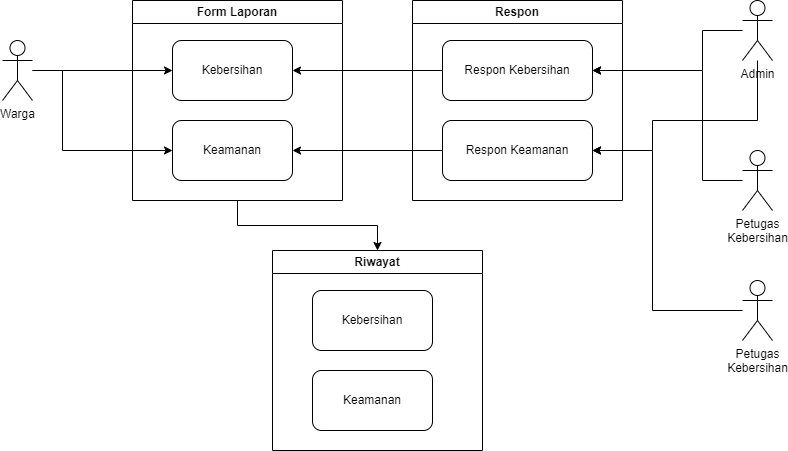 Form Laporan
Respon
Kebersihan
Respon Kebersihan
Admin
Warga
Keamanan
Respon Keamanan
Petugas
Kebersihan
Riwayat
Kebersihan
Petugas
Kebersihan
Keamanan